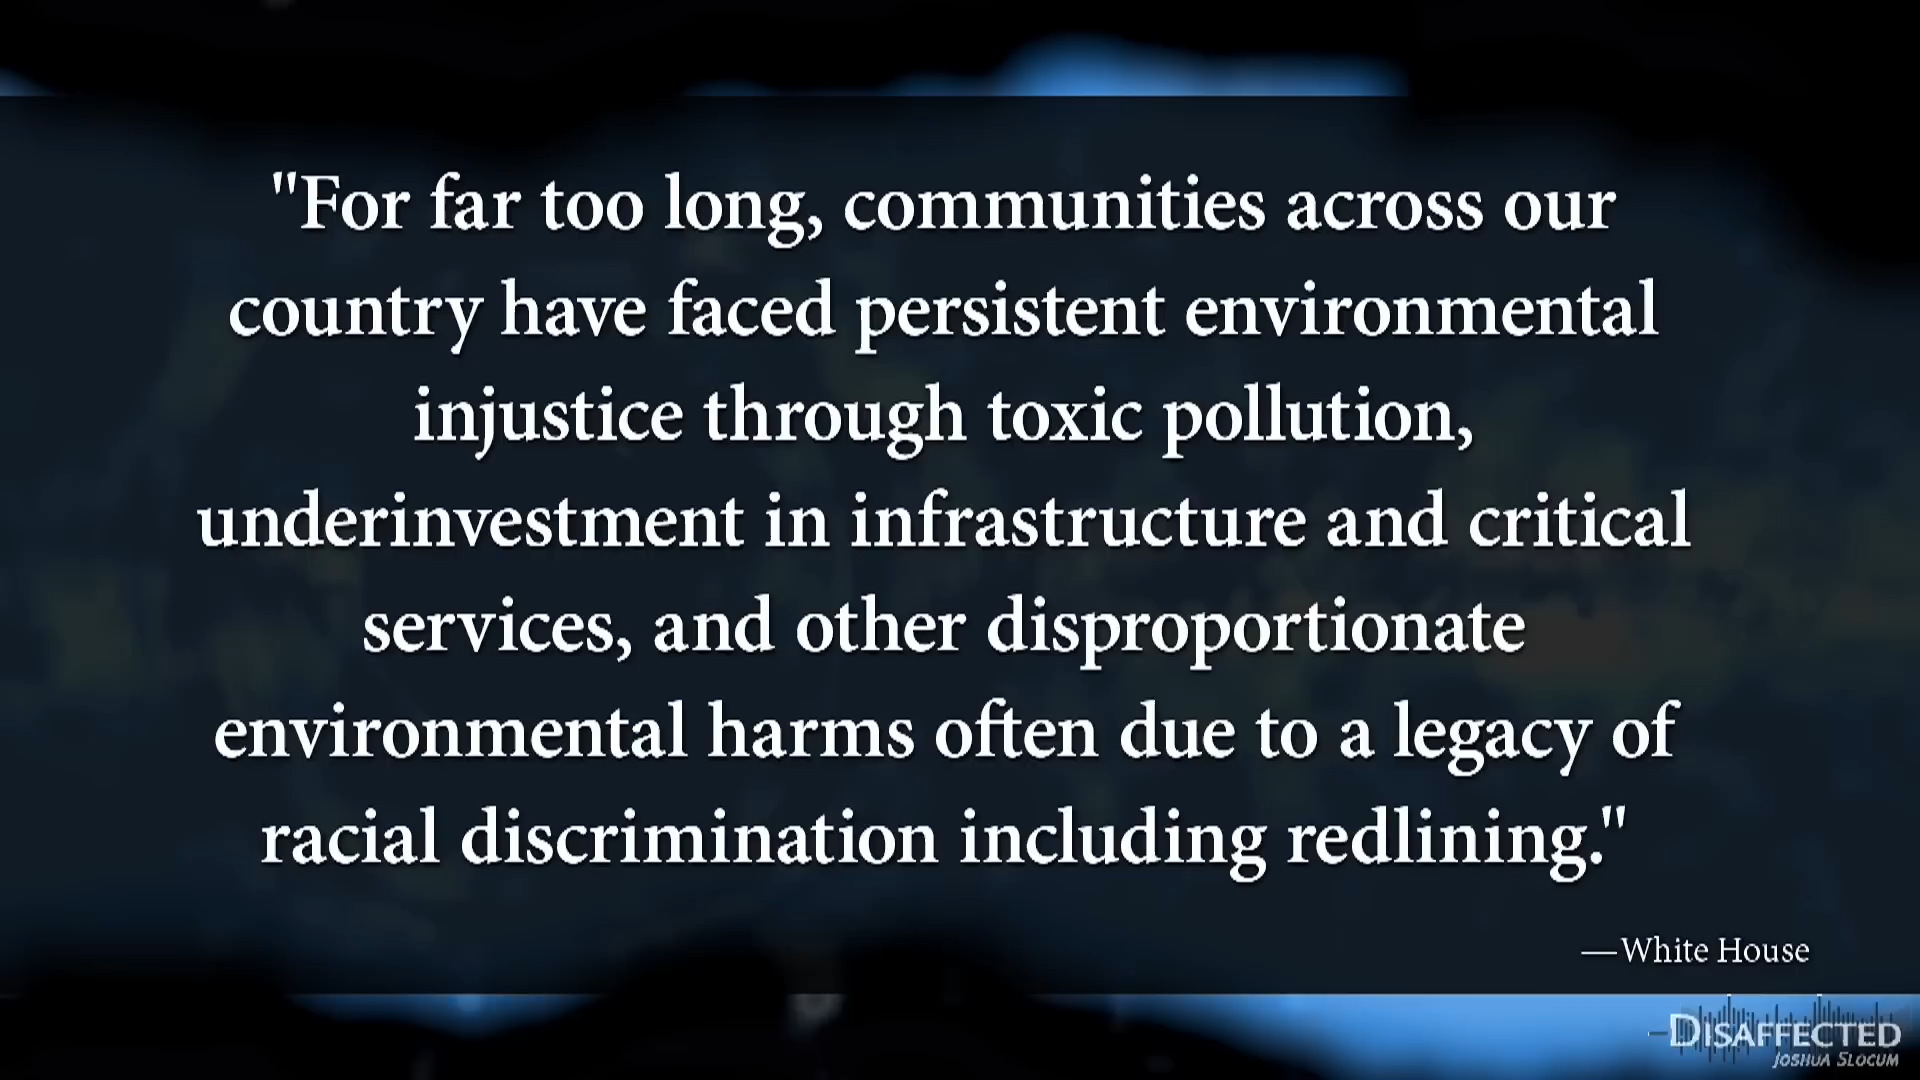 "For far too long, communities across our
country have faced persistent environmental
injustice through toxic pollution,
underinvestment in infrastructure and critical
services, and other disproportionate
environmental harms often due to a legacy of
racial discrimination including redlining."
—White House
DISAFFECTED
JOSHUA SLOCUM